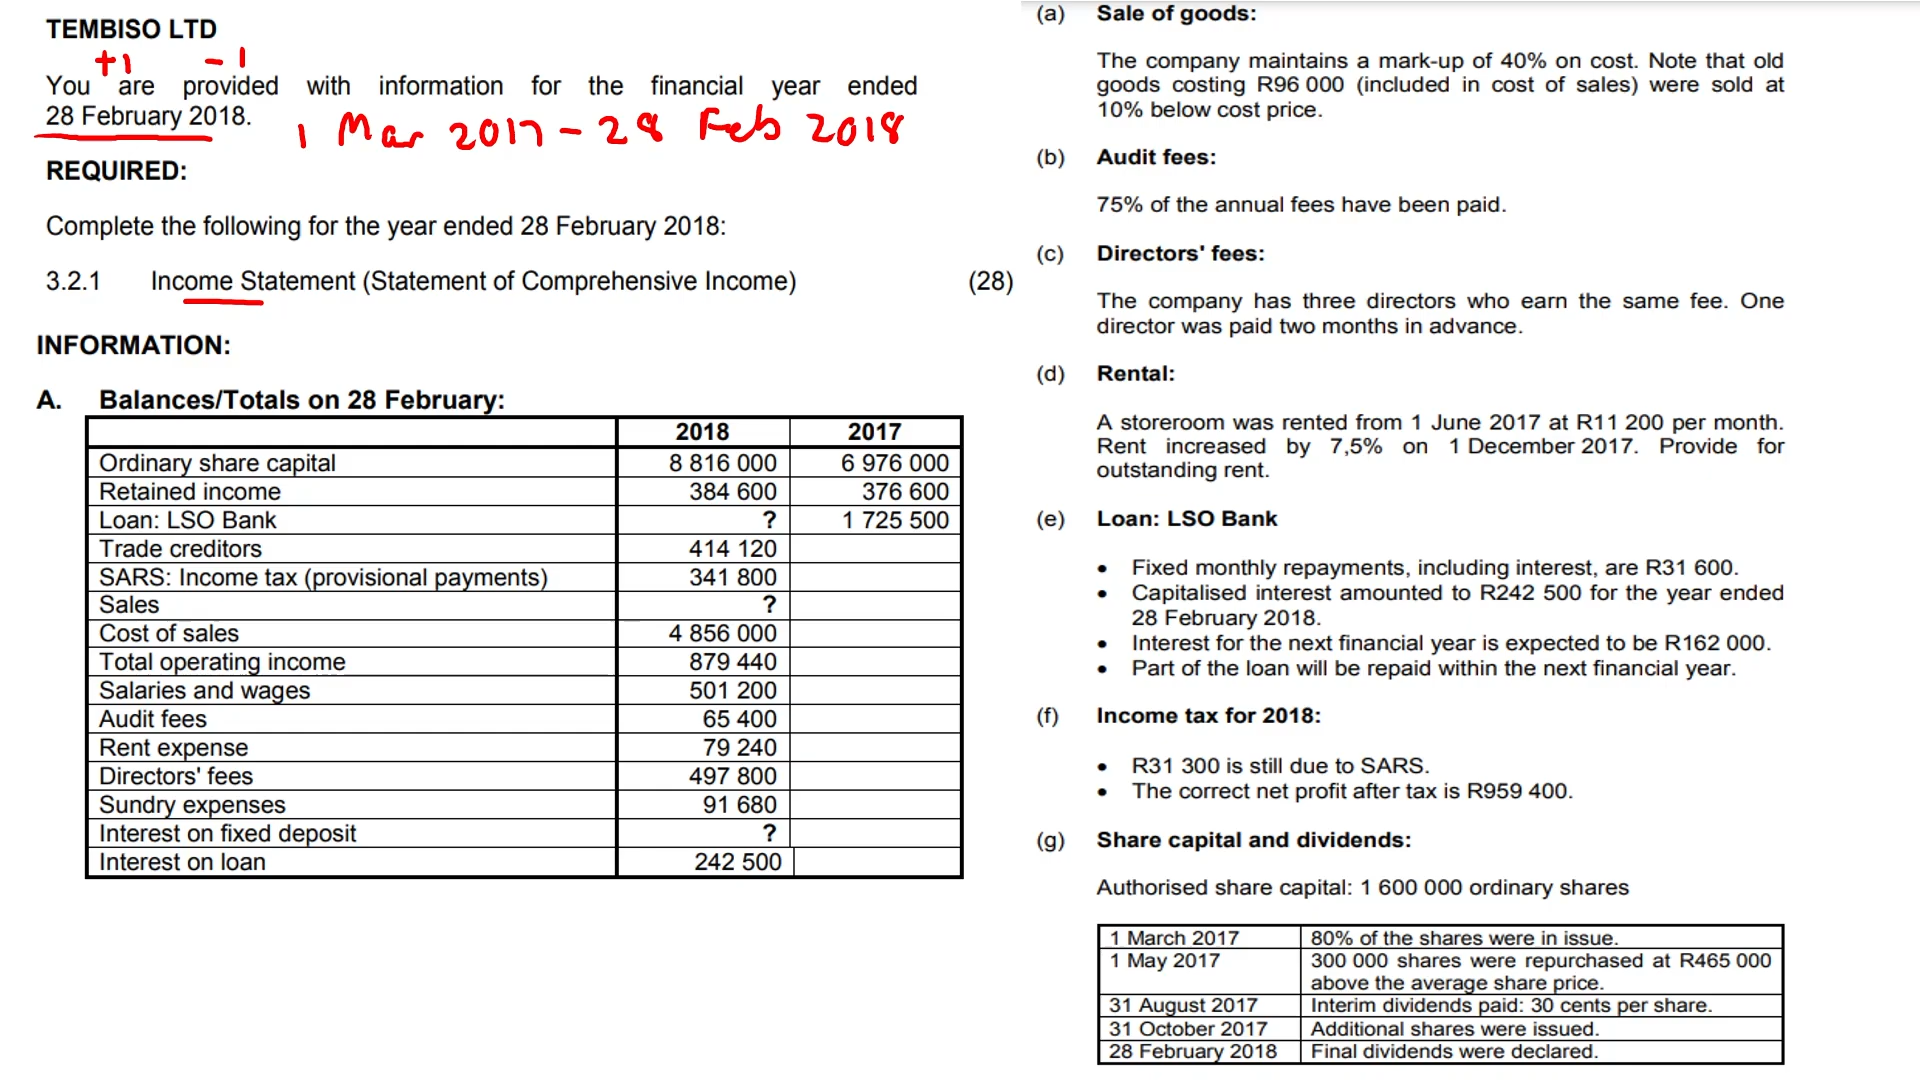 TEMBISO LTD
+1 -1
You are provided with information for the financial year ended
28 February 2018.
1 Mar 2017 - 28 Feb 2018
REQUIRED:
Complete the following for the year ended 28 February 2018:
3.2.1 Income Statement (Statement of Comprehensive Income) (28)
INFORMATION:
A. Balances/Totals on 28 February:
2018 2017
Ordinary share capital 8 816 000 6 976 000
Retained income 384 600 376 600
Loan: LSO Bank ? 1 725 500
Trade creditors 414 120
SARS: Income tax (provisional payments) 341 800
Sales ?
Cost of sales 4 856 000
Total operating income 879 440
Salaries and wages 501 200
Audit fees 65 400
Rent expense 79 240
Directors' fees 497 800
Sundry expenses 91 680
Interest on fixed deposit ?
Interest on loan 242 500
(a) Sale of goods:
The company maintains a mark-up of 40% on cost. Note that old
goods costing R96 000 (included in cost of sales) were sold at
10% below cost price.
(b) Audit fees:
75% of the annual fees have been paid.
(c) Directors' fees:
The company has three directors who earn the same fee. One
director was paid two months in advance.
(d) Rental:
A storeroom was rented from 1 June 2017 at R11 200 per month.
Rent increased by 7,5% on 1 December 2017. Provide for
outstanding rent.
(e) Loan: LSO Bank
• Fixed monthly repayments, including interest, are R31 600.
• Capitalised interest amounted to R242 500 for the year ended
28 February 2018.
• Interest for the next financial year is expected to be R162 000.
• Part of the loan will be repaid within the next financial year.
(f) Income tax for 2018:
• R31 300 is still due to SARS.
• The correct net profit after tax is R959 400.
(g) Share capital and dividends:
Authorised share capital: 1 600 000 ordinary shares
1 March 2017 80% of the shares were in issue.
1 May 2017 300 000 shares were repurchased at R465 000
above the average share price.
31 August 2017 Interim dividends paid: 30 cents per share.
31 October 2017 Additional shares were issued.
28 February 2018 Final dividends were declared.